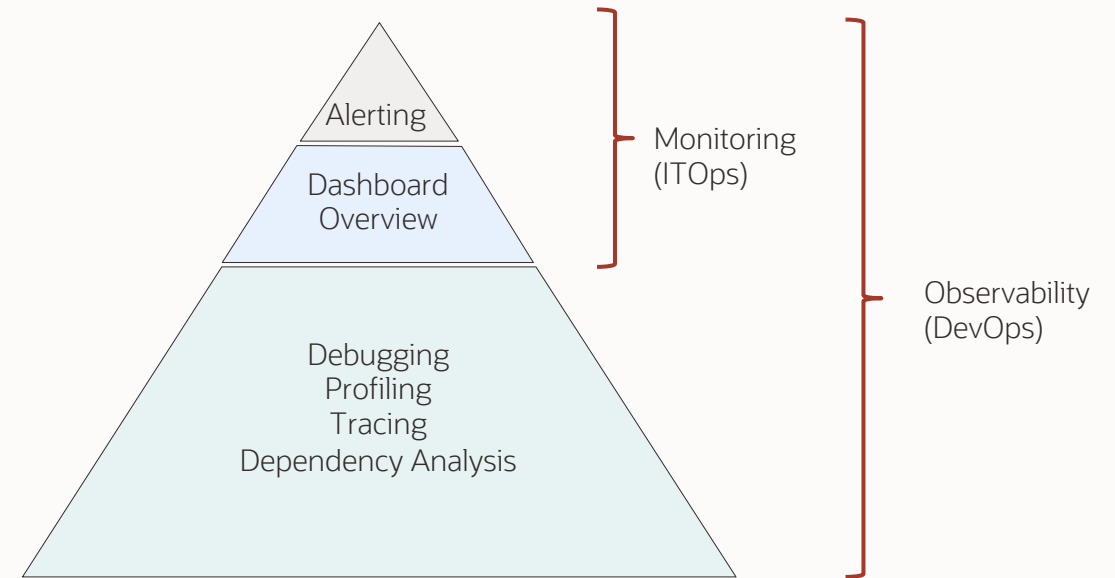 Alerting
Dashboard
Overview
Debugging
Profiling
Tracing
Dependency Analysis
Monitoring
(ITOps)
Observability
(DevOps)